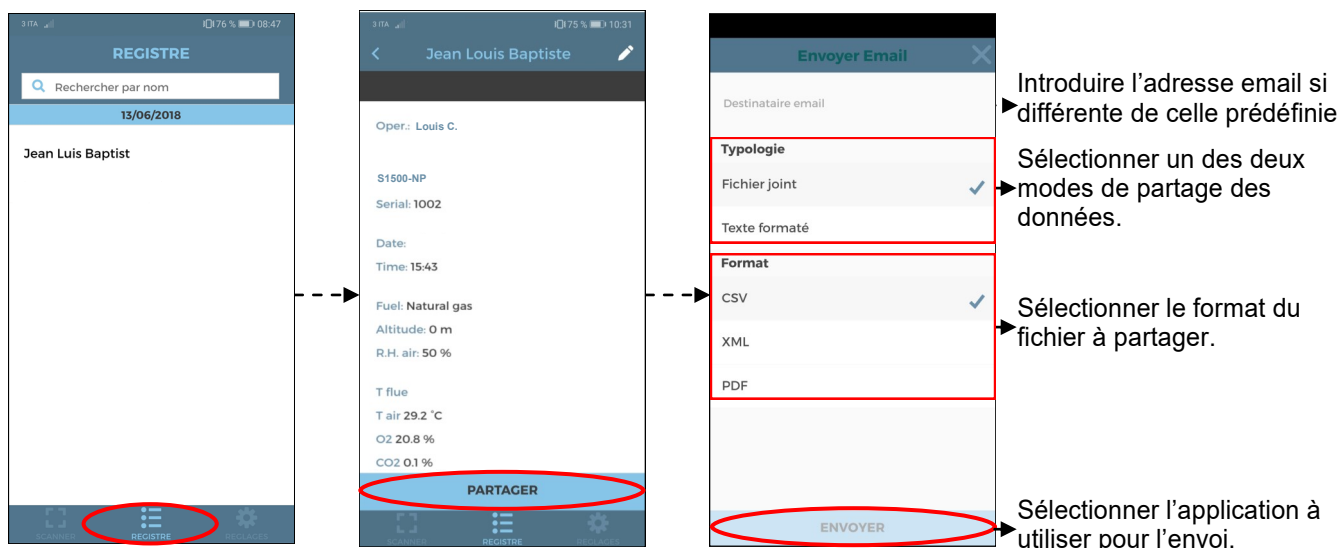 3 ITA 76 % 08:47
REGISTRE
Rechercher par nom
13/06/2018
Jean Luis Baptist
SCANNER REGISTRE REGLAGES
3 ITA 75 % 10:31
Jean Louis Baptiste
Oper.: Louis C.
S1500-NP
Serial: 1002
Date:
Time: 15:43
Fuel: Natural gas
Altitude: 0 m
R.H. air: 50 %
T flue
T air 29.2 °C
O2 20.8 %
CO2 0.1 %
PARTAGER
SCANNER REGISTRE REGLAGES
Envoyer Email
Destinataire email
Typologie
Fichier joint
Texte formaté
Format
CSV
XML
PDF
ENVOYER
Introduire l’adresse email si
différente de celle prédéfinie
Sélectionner un des deux
modes de partage des
données.
Sélectionner le format du
fichier à partager.
Sélectionner l’application à
utiliser pour l’envoi.